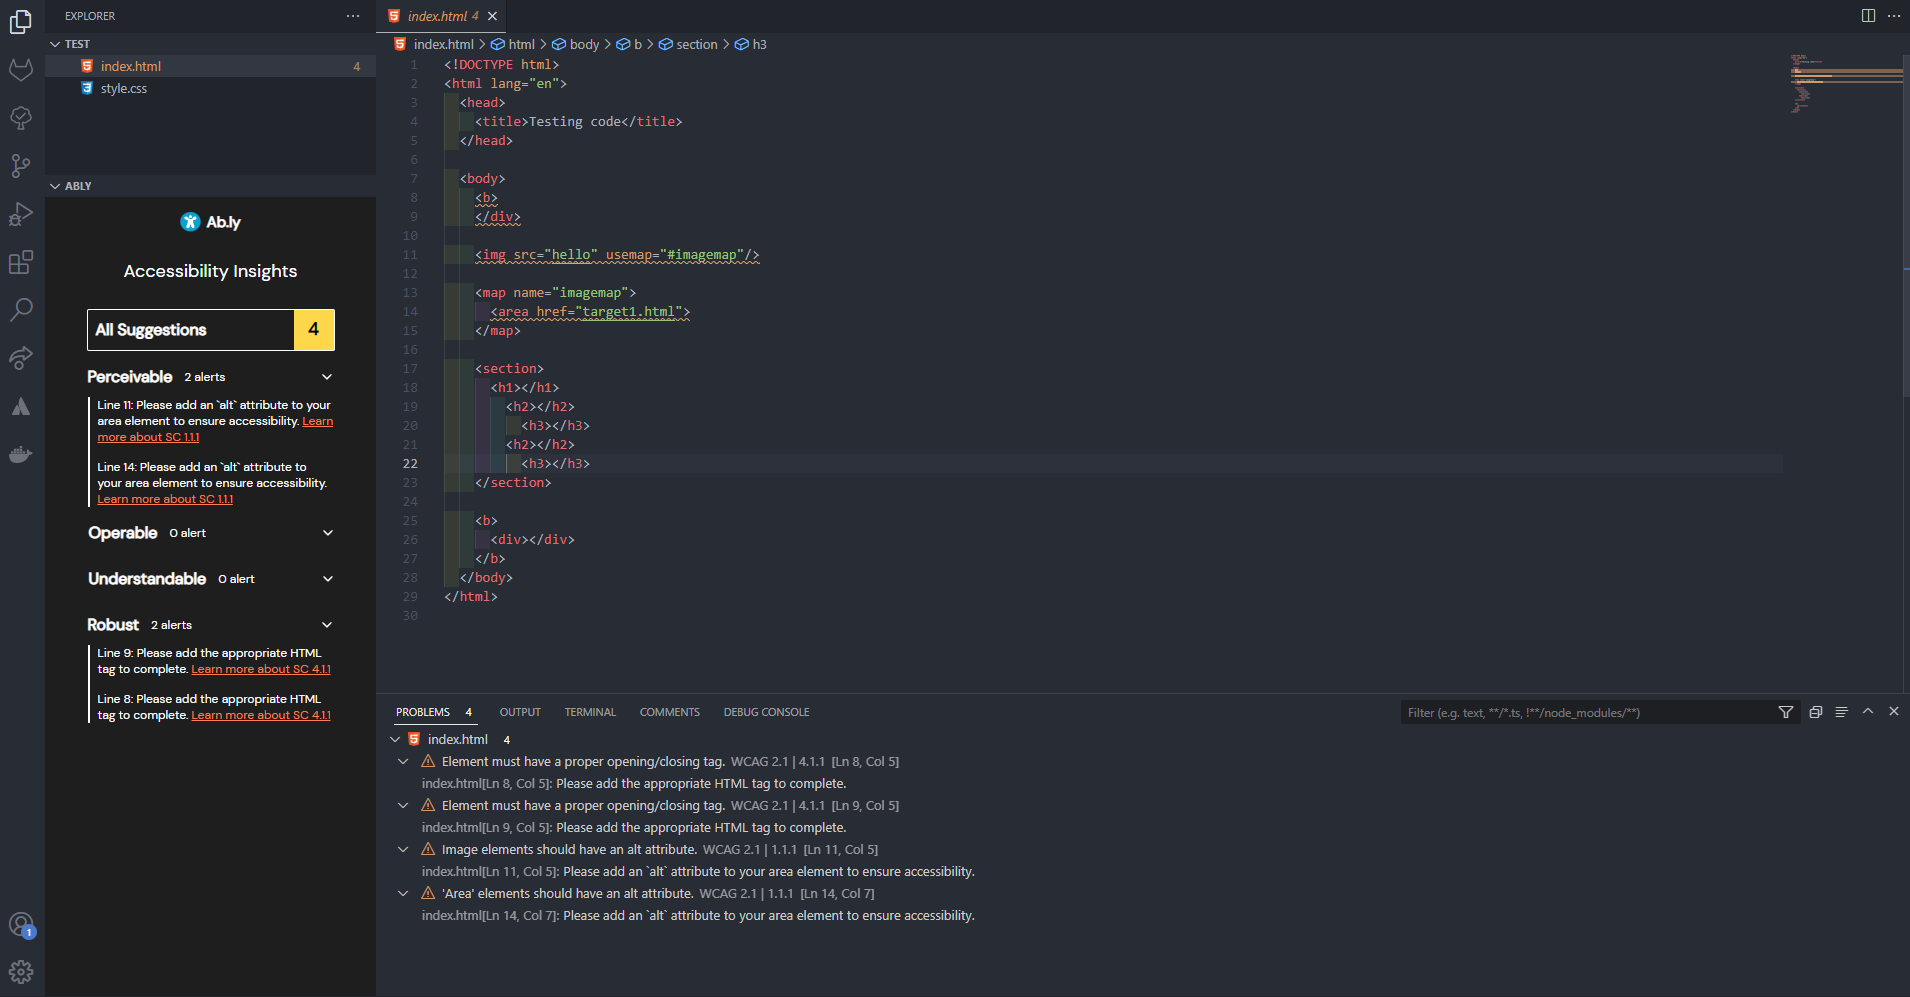 EXPLORER
TEST
index.html 4
style.css
ABLY
Ab.ly
Accessibility Insights
All Suggestions 4
Perceivable 2 alerts
Line 11: Please add an `alt` attribute to your
area element to ensure accessibility. Learn
more about SC 1.1.1
Line 14: Please add an `alt` attribute to
your area element to ensure accessibility.
Learn more about SC 1.1.1
Operable 0 alert
Understandable 0 alert
Robust 2 alerts
Line 9: Please add the appropriate HTML
tag to complete. Learn more about SC 4.1.1
Line 8: Please add the appropriate HTML
tag to complete. Learn more about SC 4.1.1
1
index.html 4
index.html > html > body > b > section > h3
1 <!DOCTYPE html>
2 <html lang="en">
3 <head>
4 <title>Testing code</title>
5 </head>
6
7 <body>
8 <b>
9 </div>
10
11 <img src="hello" usemap="#imagemap"/>
12
13 <map name="imagemap">
14 <area href="target1.html">
15 </map>
16
17 <section>
18 <h1></h1>
19 <h2></h2>
20 <h3></h3>
21 <h2></h2>
22 <h3></h3>
23 </section>
24
25 <b>
26 <div></div>
27 </b>
28 </body>
29 </html>
30
PROBLEMS 4 OUTPUT TERMINAL COMMENTS DEBUG CONSOLE Filter (e.g. text, **/*.ts, !**/node_modules/**)
index.html 4
Element must have a proper opening/closing tag. WCAG 2.1 | 4.1.1 [Ln 8, Col 5]
index.html[Ln 8, Col 5]: Please add the appropriate HTML tag to complete.
Element must have a proper opening/closing tag. WCAG 2.1 | 4.1.1 [Ln 9, Col 5]
index.html[Ln 9, Col 5]: Please add the appropriate HTML tag to complete.
Image elements should have an alt attribute. WCAG 2.1 | 1.1.1 [Ln 11, Col 5]
index.html[Ln 11, Col 5]: Please add an `alt` attribute to your area element to ensure accessibility.
'Area' elements should have an alt attribute. WCAG 2.1 | 1.1.1 [Ln 14, Col 7]
index.html[Ln 14, Col 7]: Please add an `alt` attribute to your area element to ensure accessibility.